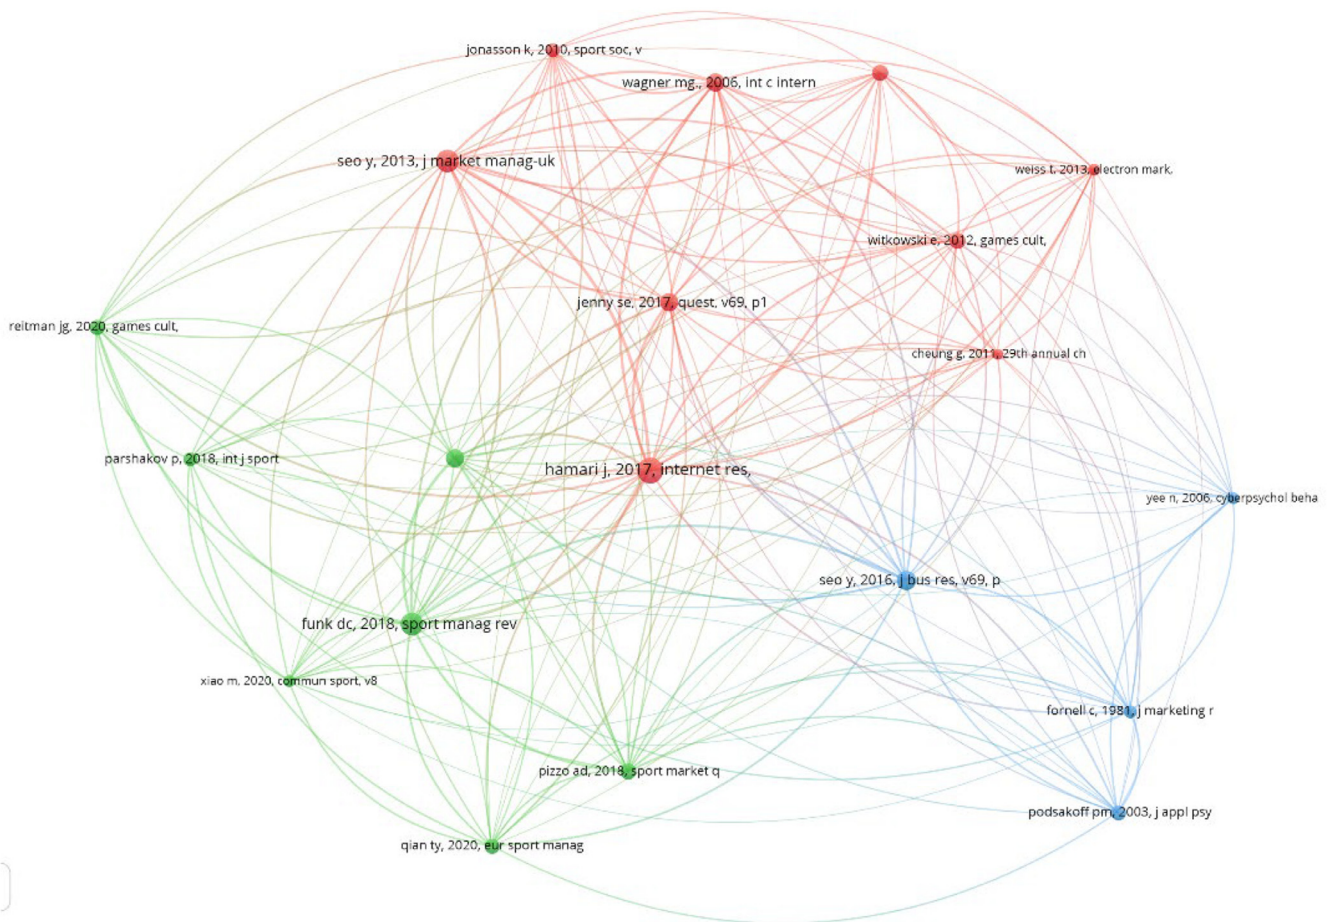 jonasson k, 2010, sport soc, v
wagner mg., 2006, int c intern
seo y, 2013, j market manag-uk
weiss t, 2013, electron mark,
witkowski e, 2012, games cult,
jenny se, 2017, quest, v69, p1
reitman jg, 2020, games cult,
cheung g, 2011, 29th annual ch
parshakov p, 2018, int j sport
hamari j, 2017, internet res,
yee n, 2006, cyberpsychol beha
seo y, 2016, j bus res, v69, p
funk dc, 2018, sport manag rev
xiao m, 2020, commun sport, v8
fornell c, 1981, j marketing r
pizzo ad, 2018, sport market q
podsakoff pm, 2003, j appl psy
qian ty, 2020, eur sport manag